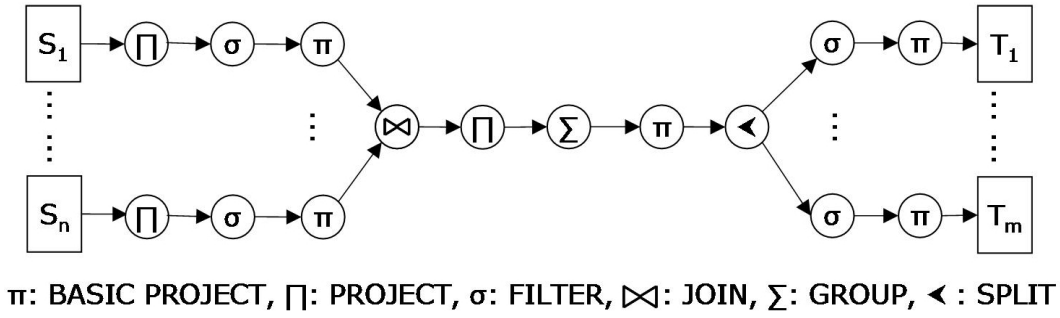 S1 ∏ σ π σ π T1
⋈ ∏ ∑ π ⮜
Sn ∏ σ π σ π Tm
π: BASIC PROJECT, ∏: PROJECT, σ: FILTER, ⋈: JOIN, ∑: GROUP, ⮜ : SPLIT